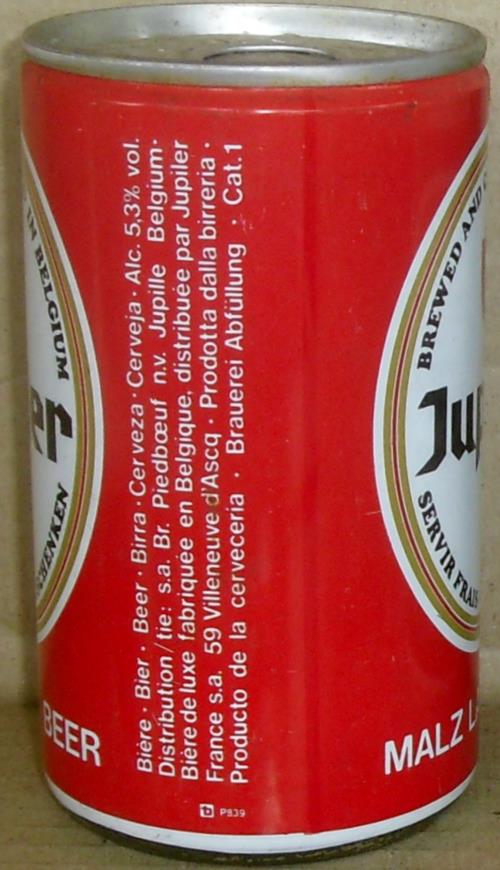 IN BELGIUM
er
SCHENKEN
BEER
Bière · Bier · Beer · Birra · Cerveza · Cerveja · Alc. 5,3% vol.
Distribution/tie: s.a. Br. Piedbœuf n.v. Jupille Belgium·
Bière de luxe fabriquée en Belgique, distribuée par Jupiler
France s.a. 59 Villeneuve d'Ascq · Prodotta dalla birreria ·
Producto de la cerveceria · Brauerei Abfüllung · Cat.1
P839
BREWED AND
Jup
SERVIR FRAIS
MALZ L